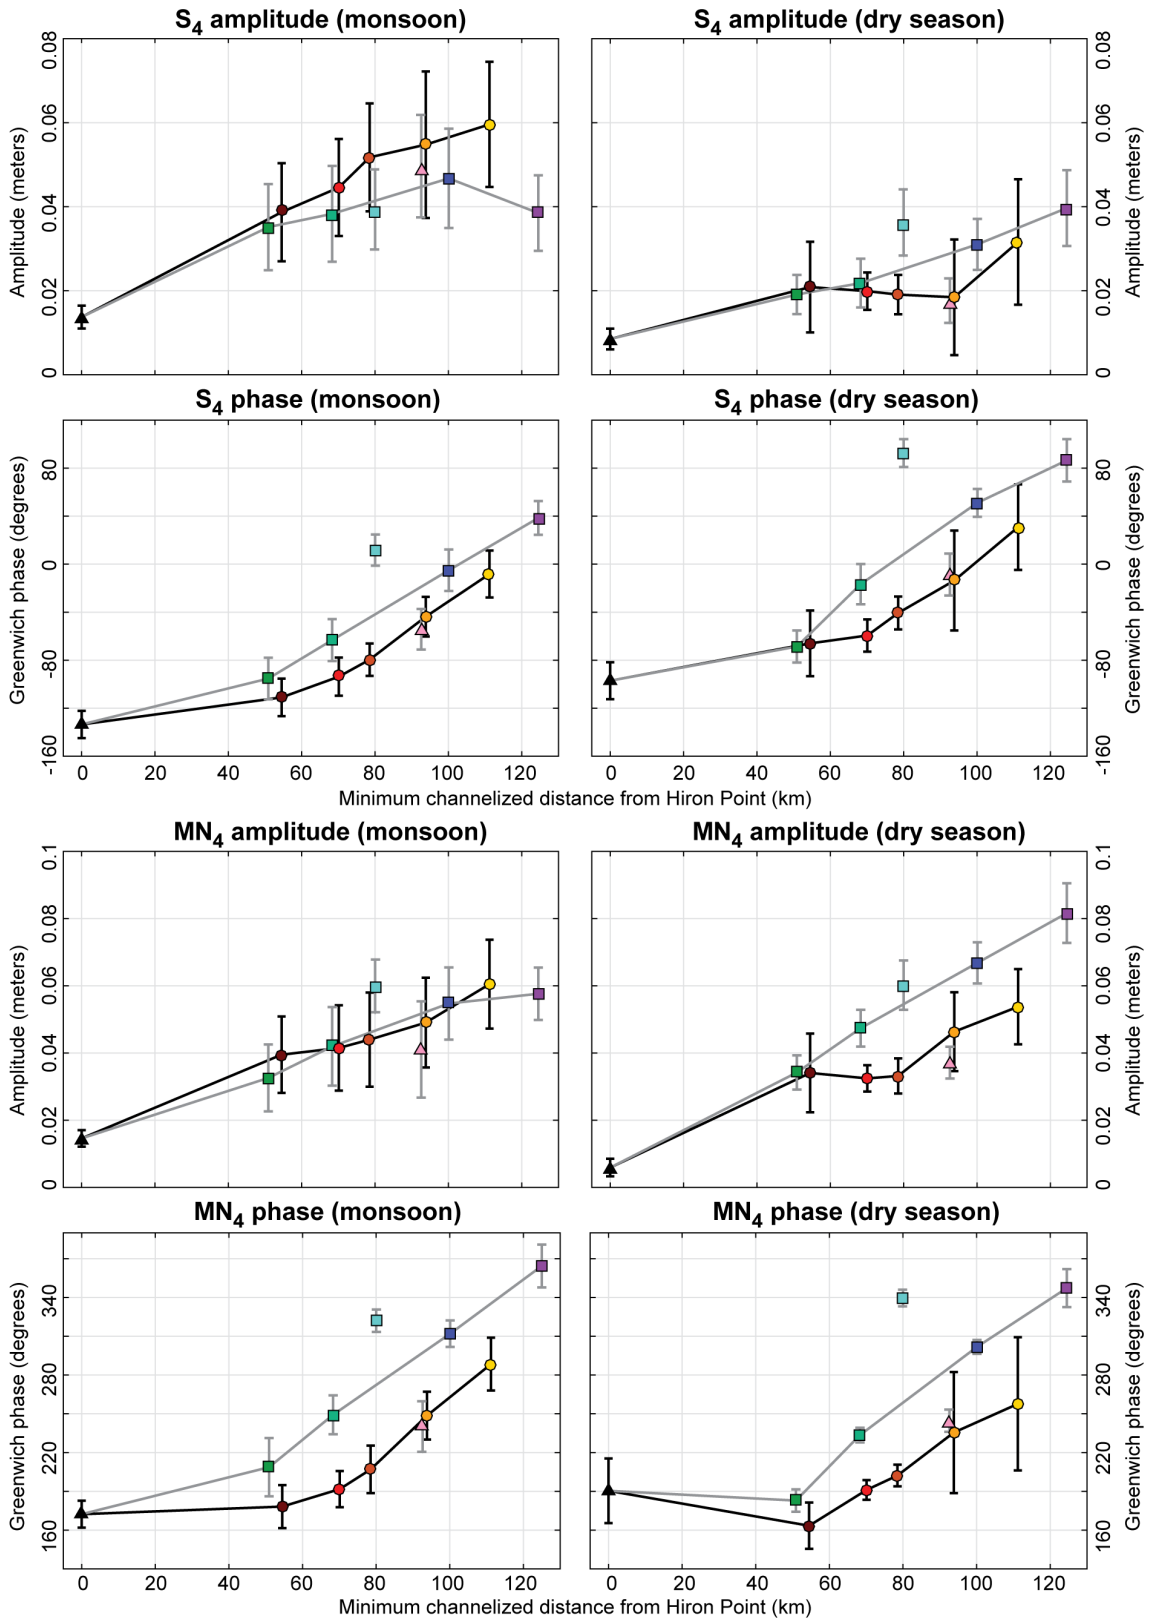 S4 amplitude (monsoon)
S4 amplitude (dry season)
0.08
0.06
0.04
0.02
0
Amplitude (meters)
0.08
0.06
0.04
0.02
0
Amplitude (meters)
S4 phase (monsoon)
S4 phase (dry season)
80
0
-80
-160
Greenwich phase (degrees)
80
0
-80
-160
Greenwich phase (degrees)
0 20 40 60 80 100 120
0 20 40 60 80 100 120
Minimum channelized distance from Hiron Point (km)
MN4 amplitude (monsoon)
MN4 amplitude (dry season)
0.1
0.08
0.06
0.04
0.02
0
Amplitude (meters)
0.1
0.08
0.06
0.04
0.02
0
Amplitude (meters)
MN4 phase (monsoon)
MN4 phase (dry season)
340
280
220
160
Greenwich phase (degrees)
340
280
220
160
Greenwich phase (degrees)
0 20 40 60 80 100 120
0 20 40 60 80 100 120
Minimum channelized distance from Hiron Point (km)